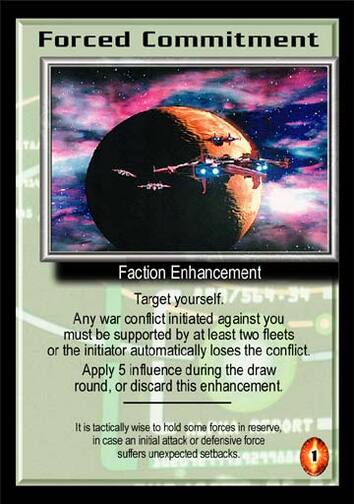 Forced Commitment
Faction Enhancement
Target yourself.
Any war conflict initiated against you
must be supported by at least two fleets
or the initiator automatically loses the conflict.
Apply 5 influence during the draw
round, or discard this enhancement.
It is tactically wise to hold some forces in reserve,
in case an initial attack or defensive force
suffers unexpected setbacks.
1